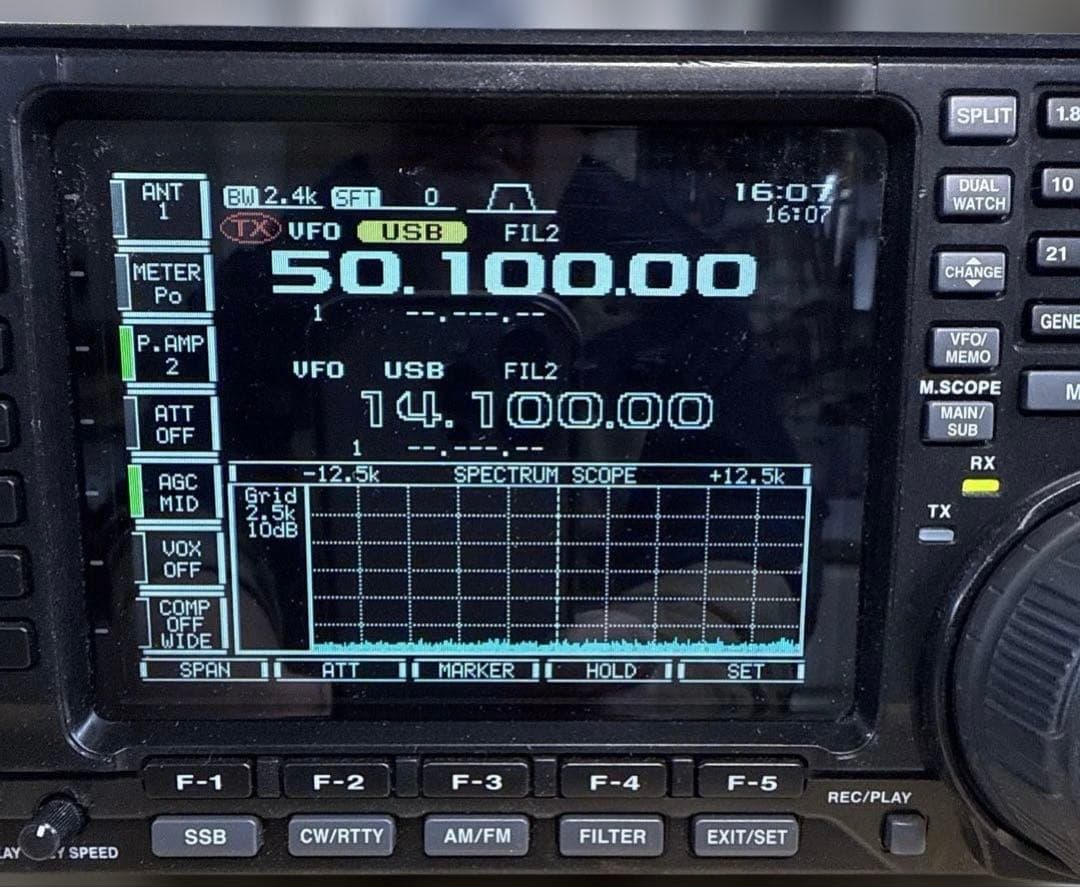 ANT
1
BW 2.4k SFT 0
16:07
16:07
TX VFO USB FIL2
50.100.00
1 --.---.--
METER
Po
P.AMP
2
VFO USB FIL2
14.100.00
1 --.---.--
ATT
OFF
AGC
MID
VOX
OFF
COMP
OFF
WIDE
-12.5k SPECTRUM SCOPE +12.5k
Grid
2.5k
10dB
SPAN ATT MARKER HOLD SET
F-1 F-2 F-3 F-4 F-5
SSB CW/RTTY AM/FM FILTER EXIT/SET
REC/PLAY
SPEED
SPLIT
1.8
DUAL
WATCH
10
CHANGE
21
GENE
VFO/
MEMO
M.SCOPE
MAIN/
SUB
M
RX
TX